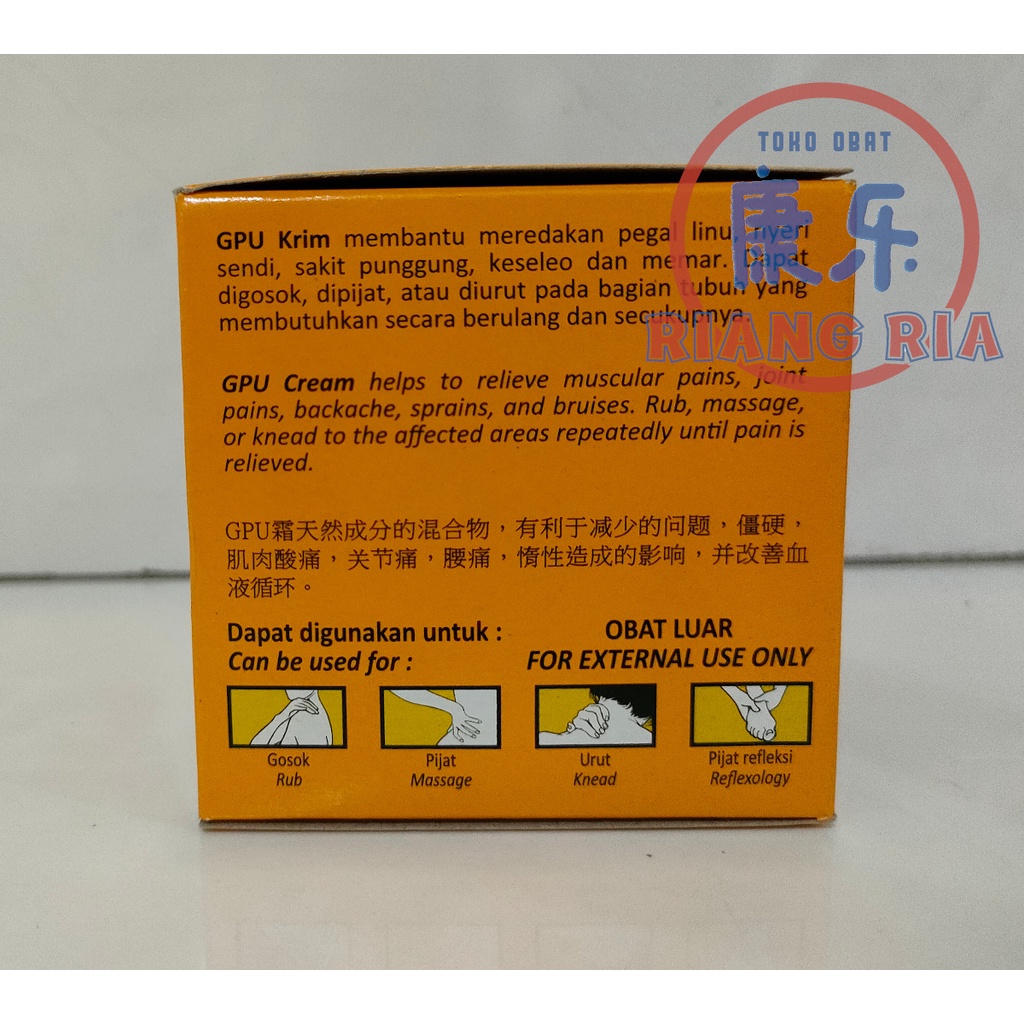 TOKO OBAT
康乐
RIANG RIA
GPU Krim membantu meredakan pegal linu, nyeri
sendi, sakit punggung, keseleo dan memar. Dapat
digosok, dipijat, atau diurut pada bagian tubuh yang
membutuhkan secara berulang dan secukupnya.
GPU Cream helps to relieve muscular pains, joint
pains, backache, sprains, and bruises. Rub, massage,
or knead to the affected areas repeatedly until pain is
relieved.
GPU霜天然成分的混合物，有利于减少的问题，僵硬，
肌肉酸痛，关节痛，腰痛，惰性造成的影响，并改善血
液循环。
Dapat digunakan untuk :
Can be used for :
OBAT LUAR
FOR EXTERNAL USE ONLY
Gosok
Rub
Pijat
Massage
Urut
Knead
Pijat refleksi
Reflexology